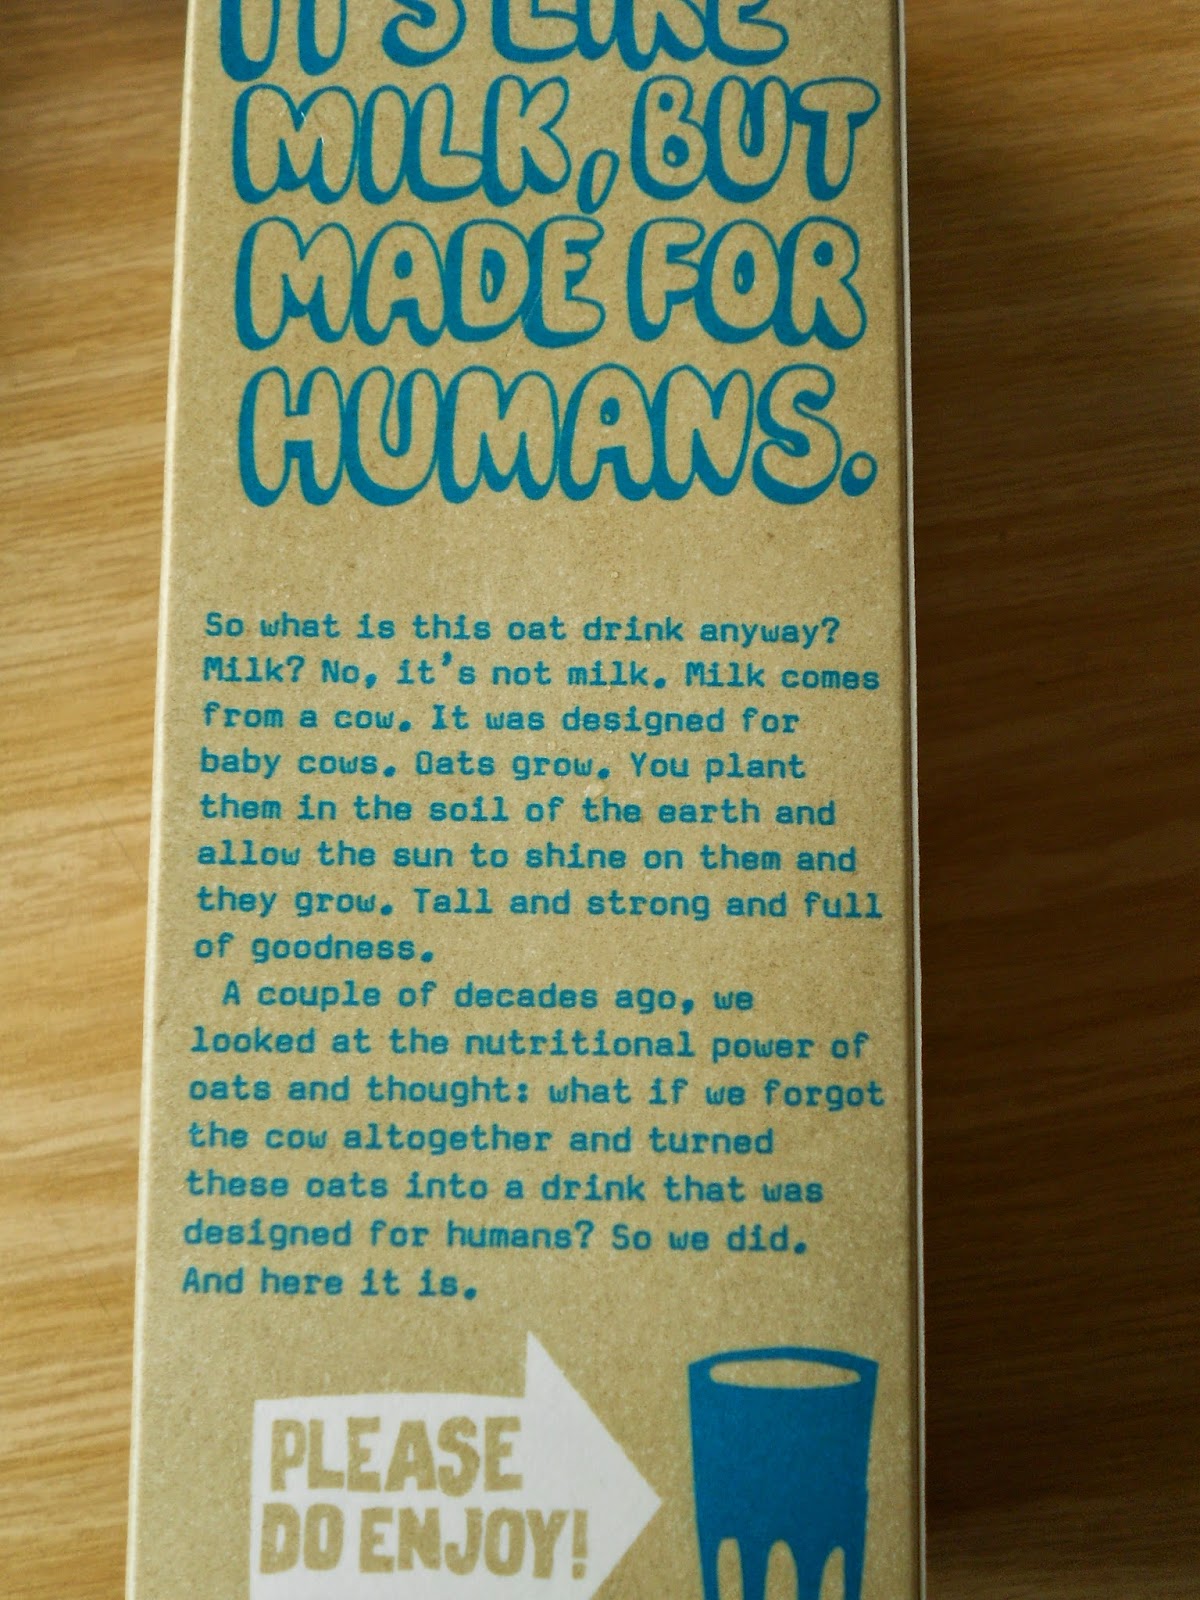 IT'S LIKE
MILK, BUT
MADE FOR
HUMANS.
So what is this oat drink anyway?
Milk? No, it's not milk. Milk comes
from a cow. It was designed for
baby cows. Oats grow. You plant
them in the soil of the earth and
allow the sun to shine on them and
they grow. Tall and strong and full
of goodness.
A couple of decades ago, we
looked at the nutritional power of
oats and thought: what if we forgot
the cow altogether and turned
these oats into a drink that was
designed for humans? So we did.
And here it is.
PLEASE
DO ENJOY!